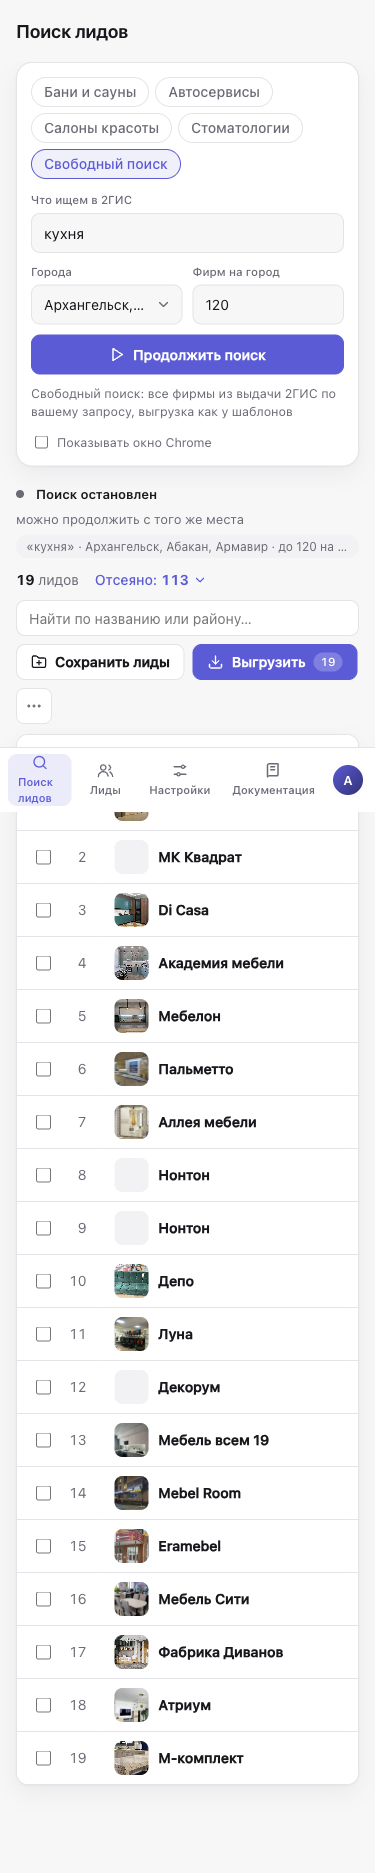 Поиск лидов
Бани и сауны
Автосервисы
Салоны красоты
Стоматологии
Свободный поиск
Что ищем в 2ГИС
кухня
Города
Фирм на город
Архангельск,...
120
Продолжить поиск
Свободный поиск: все фирмы из выдачи 2ГИС по
вашему запросу, выгрузка как у шаблонов
Показывать окно Chrome
Поиск остановлен
можно продолжить с того же места
«кухня» · Архангельск, Абакан, Армавир · до 120 на ...
19 лидов
Отсеяно: 113
Найти по названию или району...
Сохранить лиды
Выгрузить 19
Поиск
лидов
Лиды
Настройки
Документация
А
2 МК Квадрат
3 Di Casa
4 Академия мебели
5 Мебелон
6 Пальметто
7 Аллея мебели
8 Нонтон
9 Нонтон
10 Депо
11 Луна
12 Декорум
13 Мебель всем 19
14 Mebel Room
15 Eramebel
16 Мебель Сити
17 Фабрика Диванов
18 Атриум
19 М-комплект